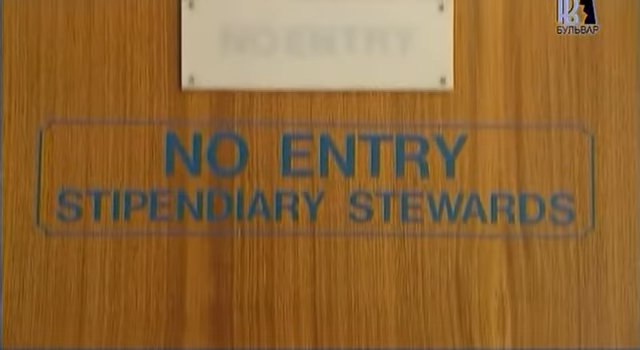 NO ENTRY
БУЛЬВАР
NO ENTRY
STIPENDIARY STEWARDS